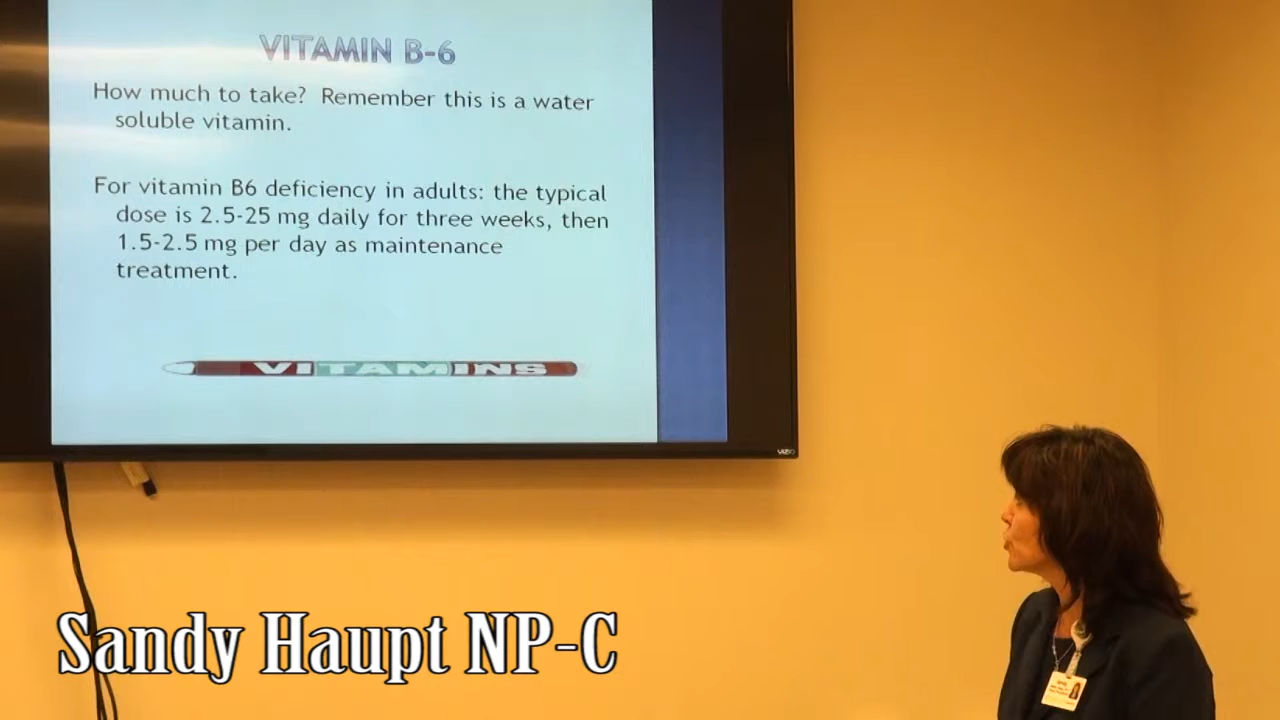 VITAMIN B-6
How much to take? Remember this is a water
soluble vitamin.
For vitamin B6 deficiency in adults: the typical
dose is 2.5-25 mg daily for three weeks, then
1.5-2.5 mg per day as maintenance
treatment.
VITAMINS
VIZIO
Sandy Haupt NP-C